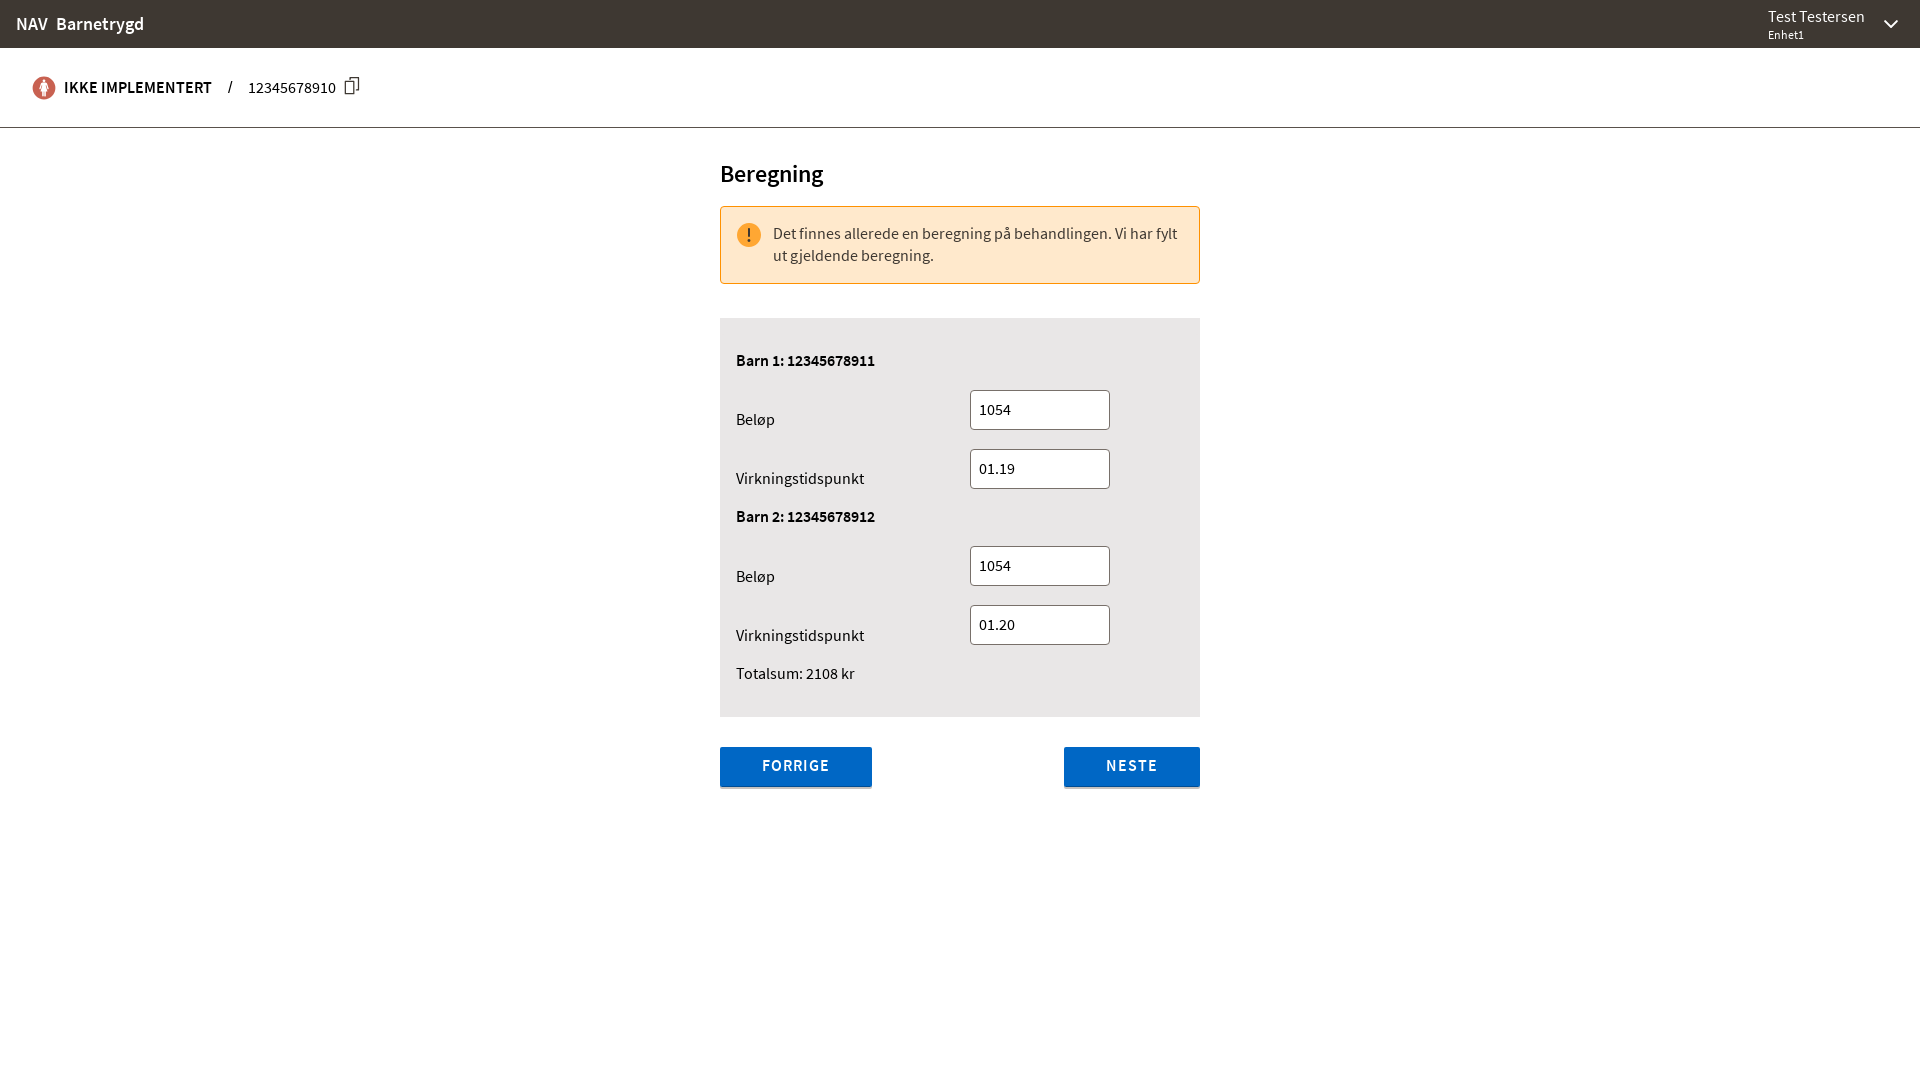 NAV Barnetrygd
Test Testersen
Enhet1
IKKE IMPLEMENTERT / 12345678910
Beregning
Det finnes allerede en beregning på behandlingen. Vi har fylt
ut gjeldende beregning.
Barn 1: 12345678911
Beløp 1054
Virkningstidspunkt 01.19
Barn 2: 12345678912
Beløp 1054
Virkningstidspunkt 01.20
Totalsum: 2108 kr
FORRIGE NESTE